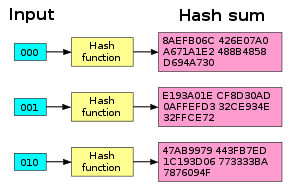 Input Hash sum
000 Hash function 8AEFB06C 426E07A0
A671A1E2 488B4858
D694A730
001 Hash function E193A01E CF8D30AD
0AFFEFD3 32CE934E
32FFCE72
010 Hash function 47AB9979 443FB7ED
1C193D06 773333BA
7876094F